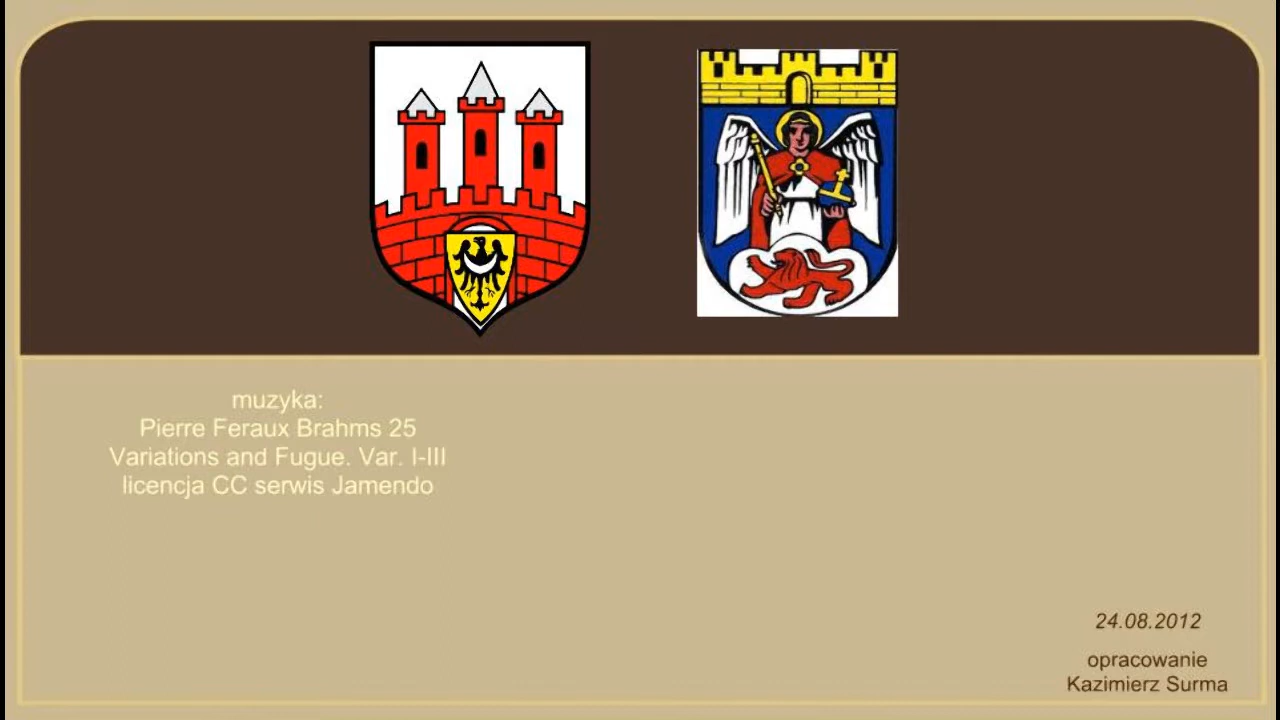 muzyka:
Pierre Feraux Brahms 25
Variations and Fugue. Var. I-III
licencja CC serwis Jamendo
24.08.2012
opracowanie
Kazimierz Surma